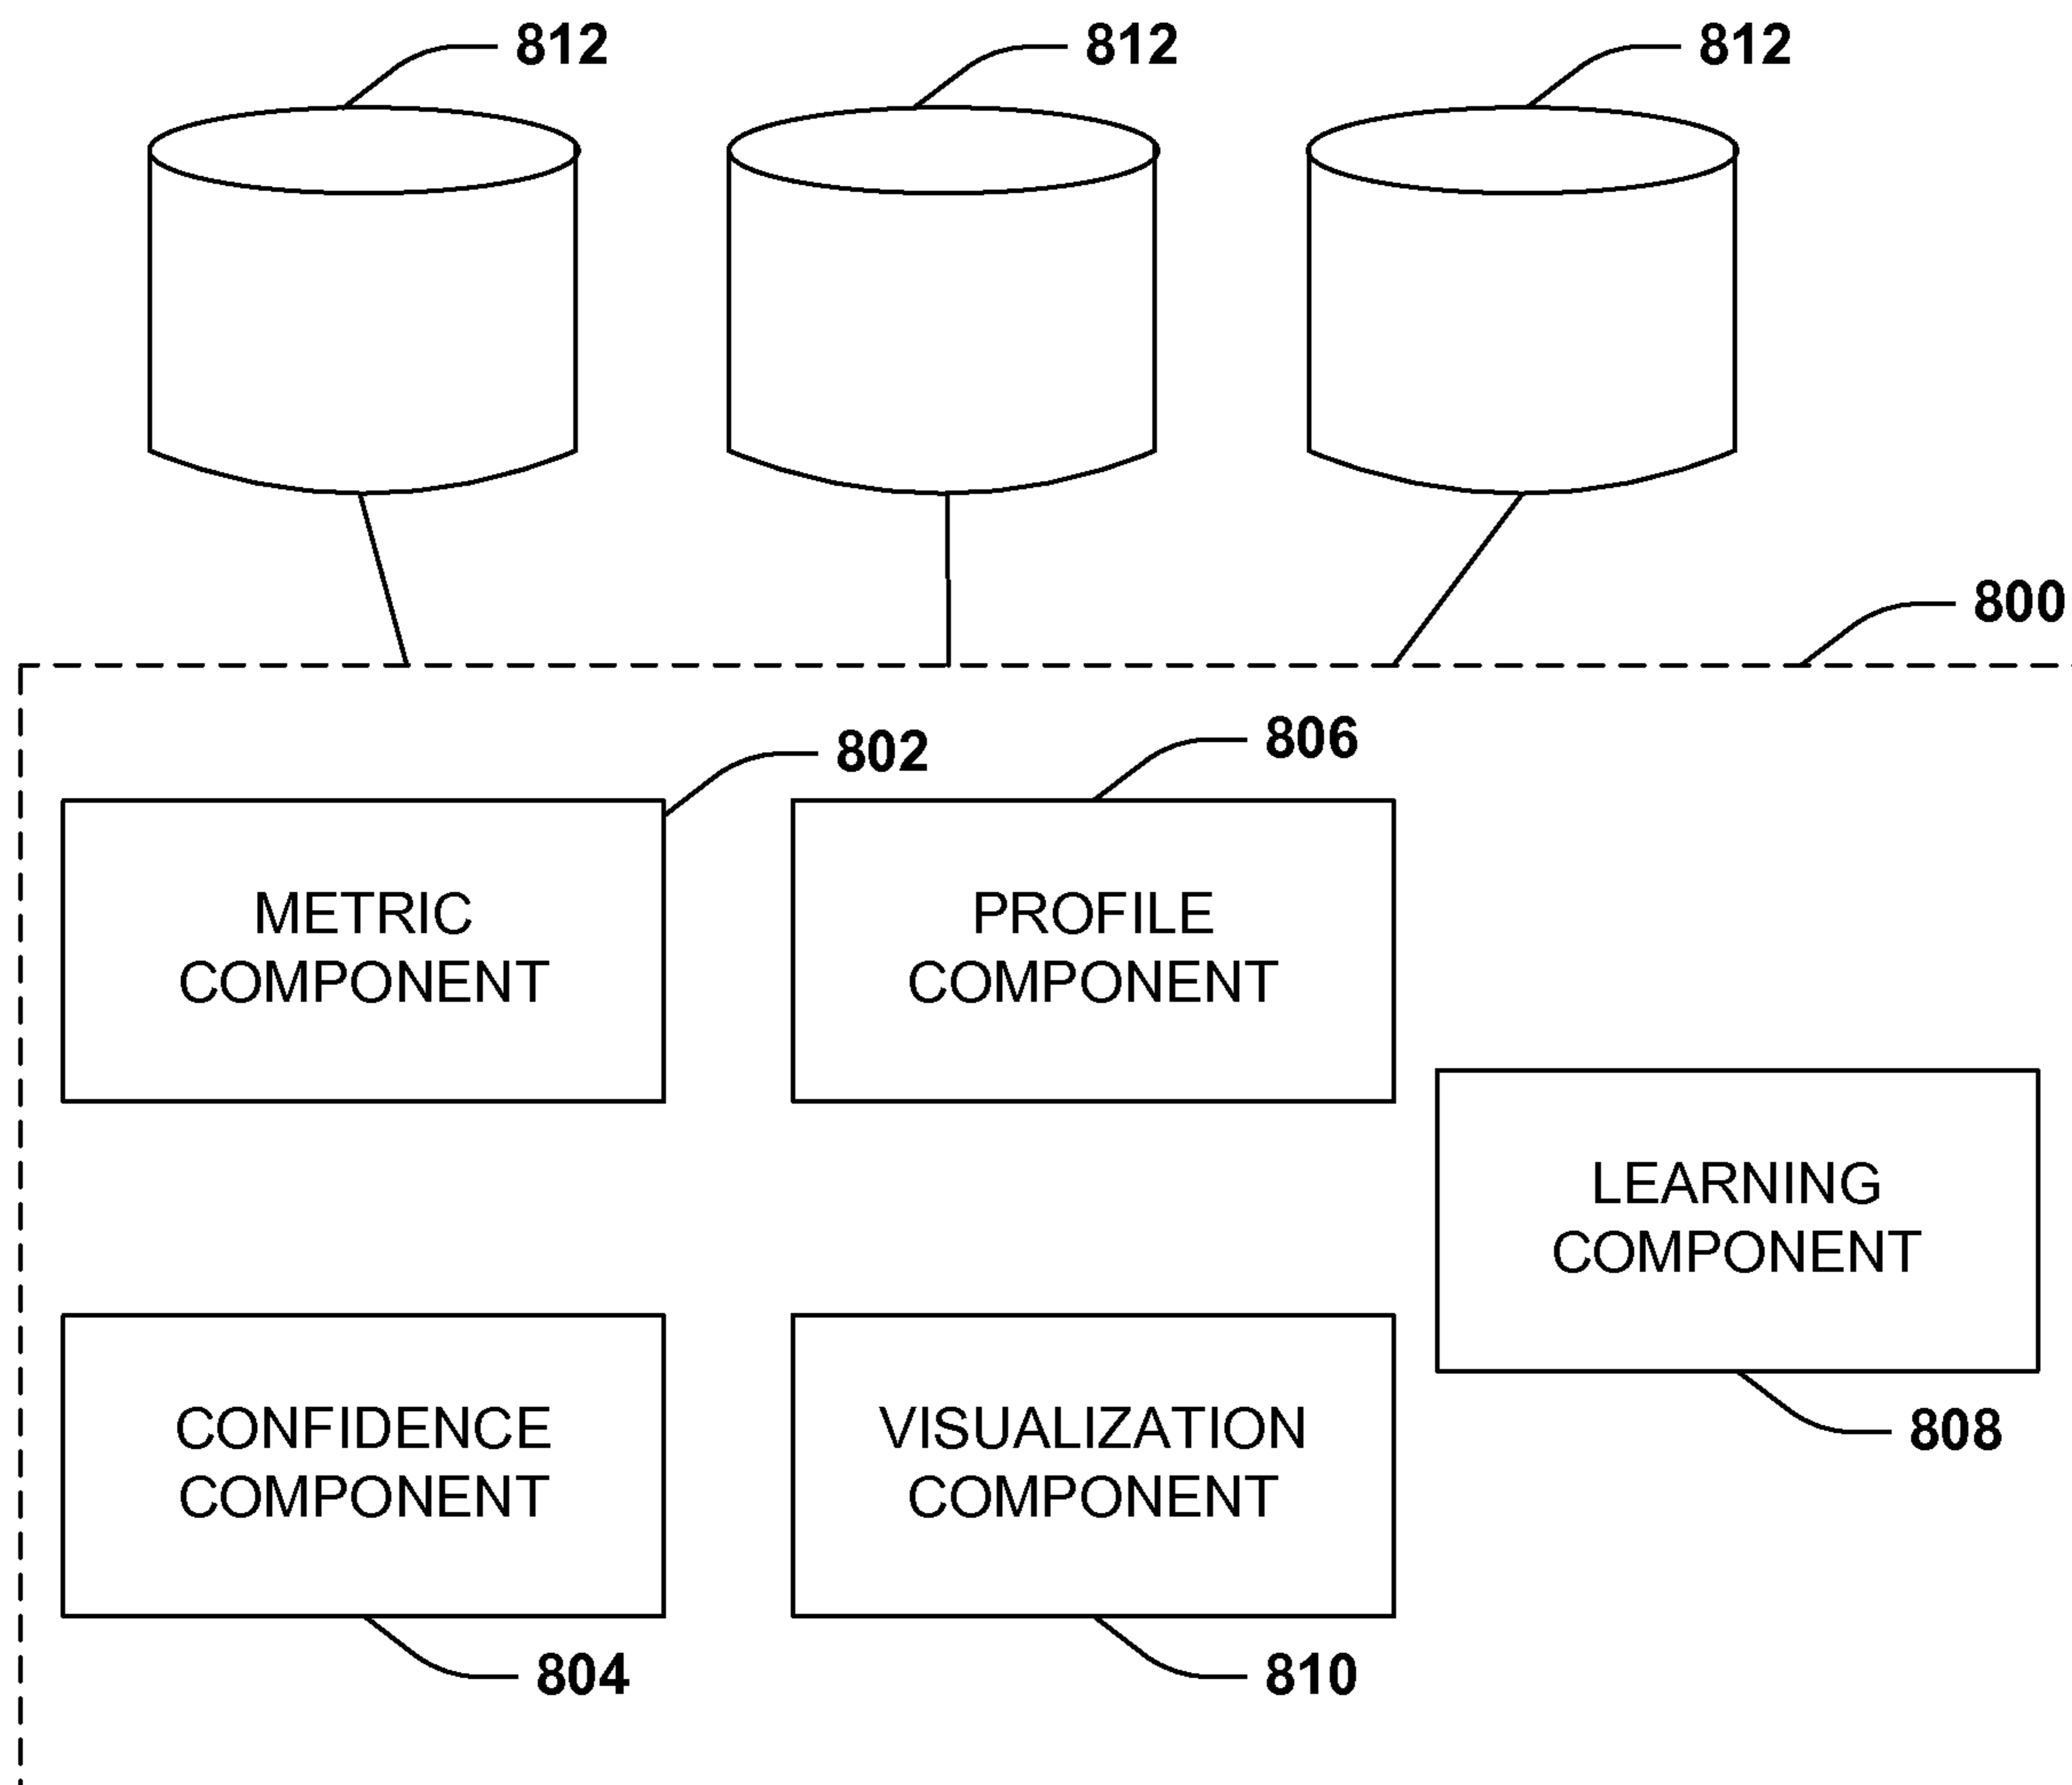 812
812
812
800
802
806
METRIC
COMPONENT
PROFILE
COMPONENT
LEARNING
COMPONENT
CONFIDENCE
COMPONENT
VISUALIZATION
COMPONENT
808
804
810